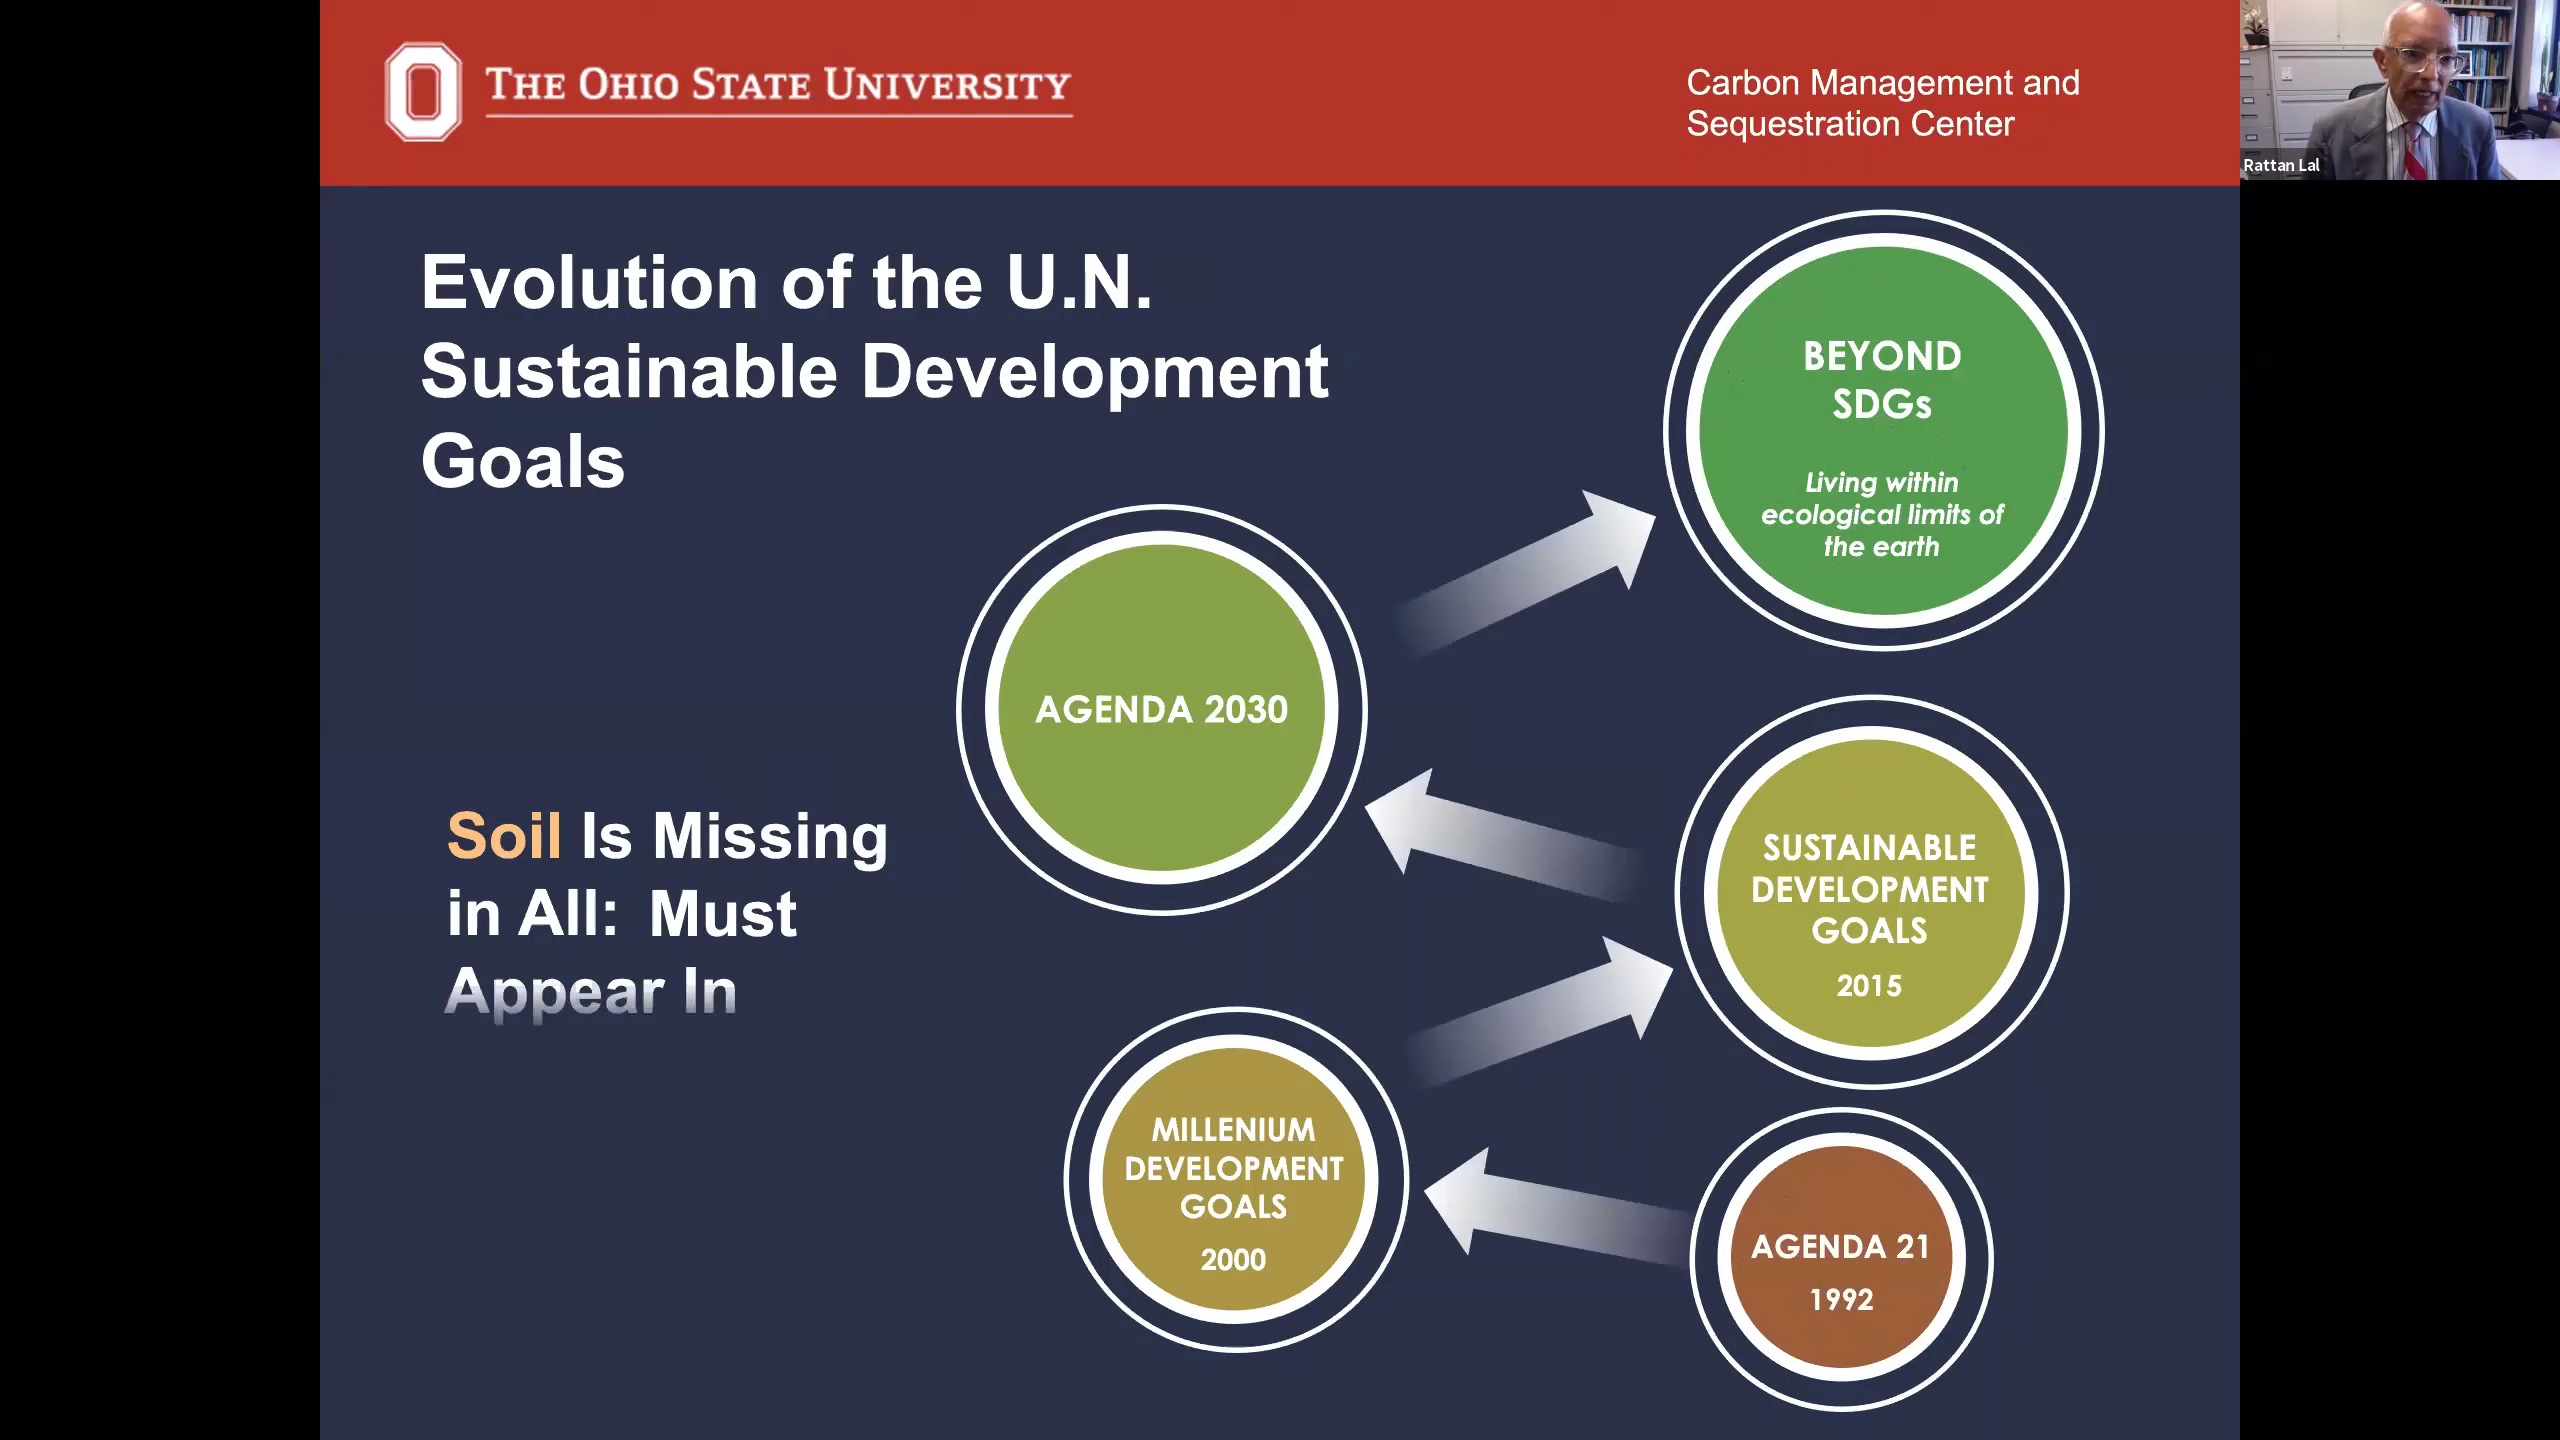 THE OHIO STATE UNIVERSITY
Carbon Management and
Sequestration Center
Rattan Lal
Evolution of the U.N.
Sustainable Development
Goals
BEYOND
SDGs
Living within
ecological limits of
the earth
AGENDA 2030
Soil Is Missing
in All: Must
Appear In
SUSTAINABLE
DEVELOPMENT
GOALS
2015
MILLENIUM
DEVELOPMENT
GOALS
2000
AGENDA 21
1992